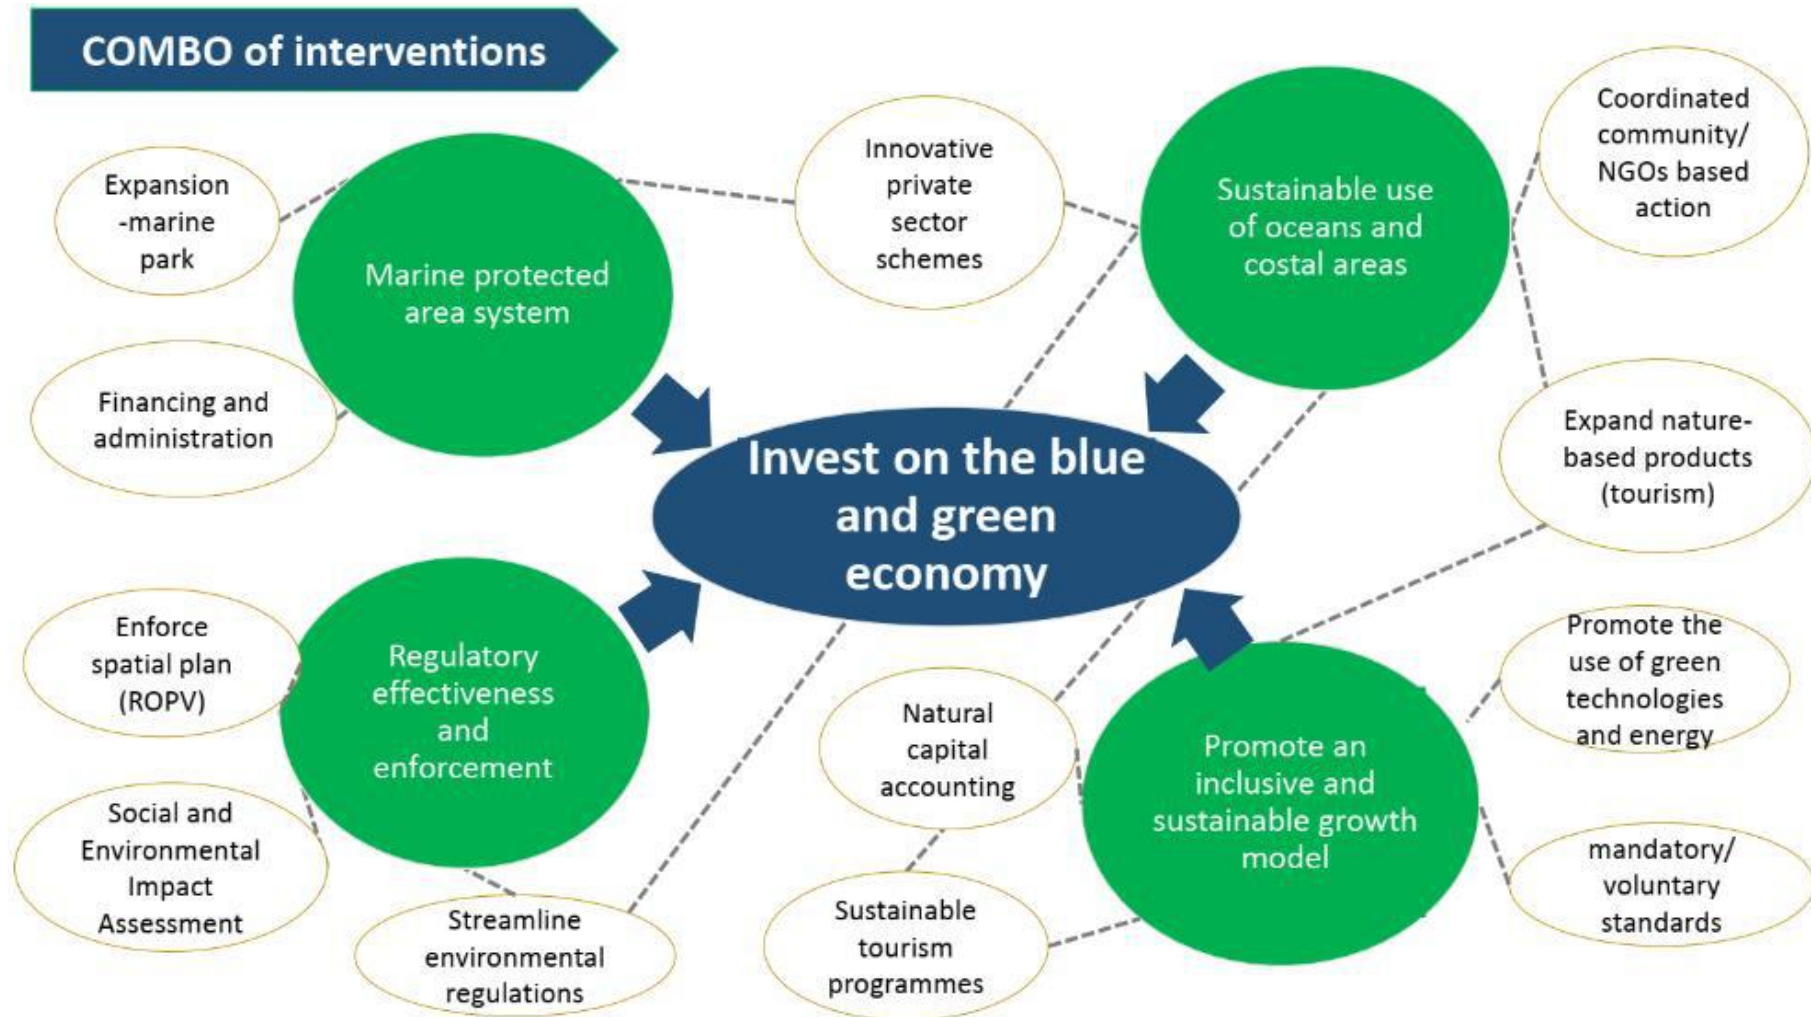 COMBO of interventions
Expansion
-marine
park
Marine protected
area system
Financing and
administration
Innovative
private
sector
schemes
Sustainable use
of oceans and
costal areas
Coordinated
community/
NGOs based
action
Expand nature-
based products
(tourism)
Invest on the blue
and green
economy
Enforce
spatial plan
(ROPV)
Regulatory
effectiveness
and
enforcement
Social and
Environmental
Impact
Assessment
Streamline
environmental
regulations
Natural
capital
accounting
Sustainable
tourism
programmes
Promote an
inclusive and
sustainable growth
model
Promote the
use of green
technologies
and energy
mandatory/
voluntary
standards